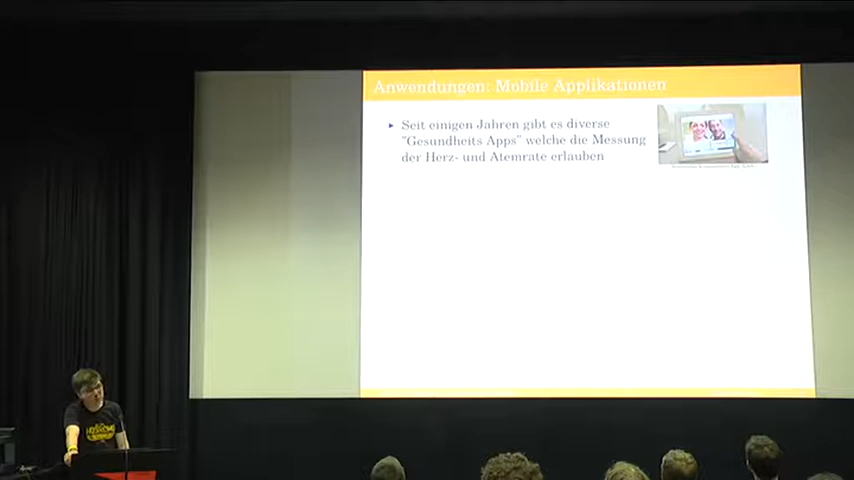 Anwendungen: Mobile Applikationen
▸ Seit einigen Jahren gibt es diverse
"Gesundheits Apps" welche die Messung
der Herz- und Atemrate erlauben